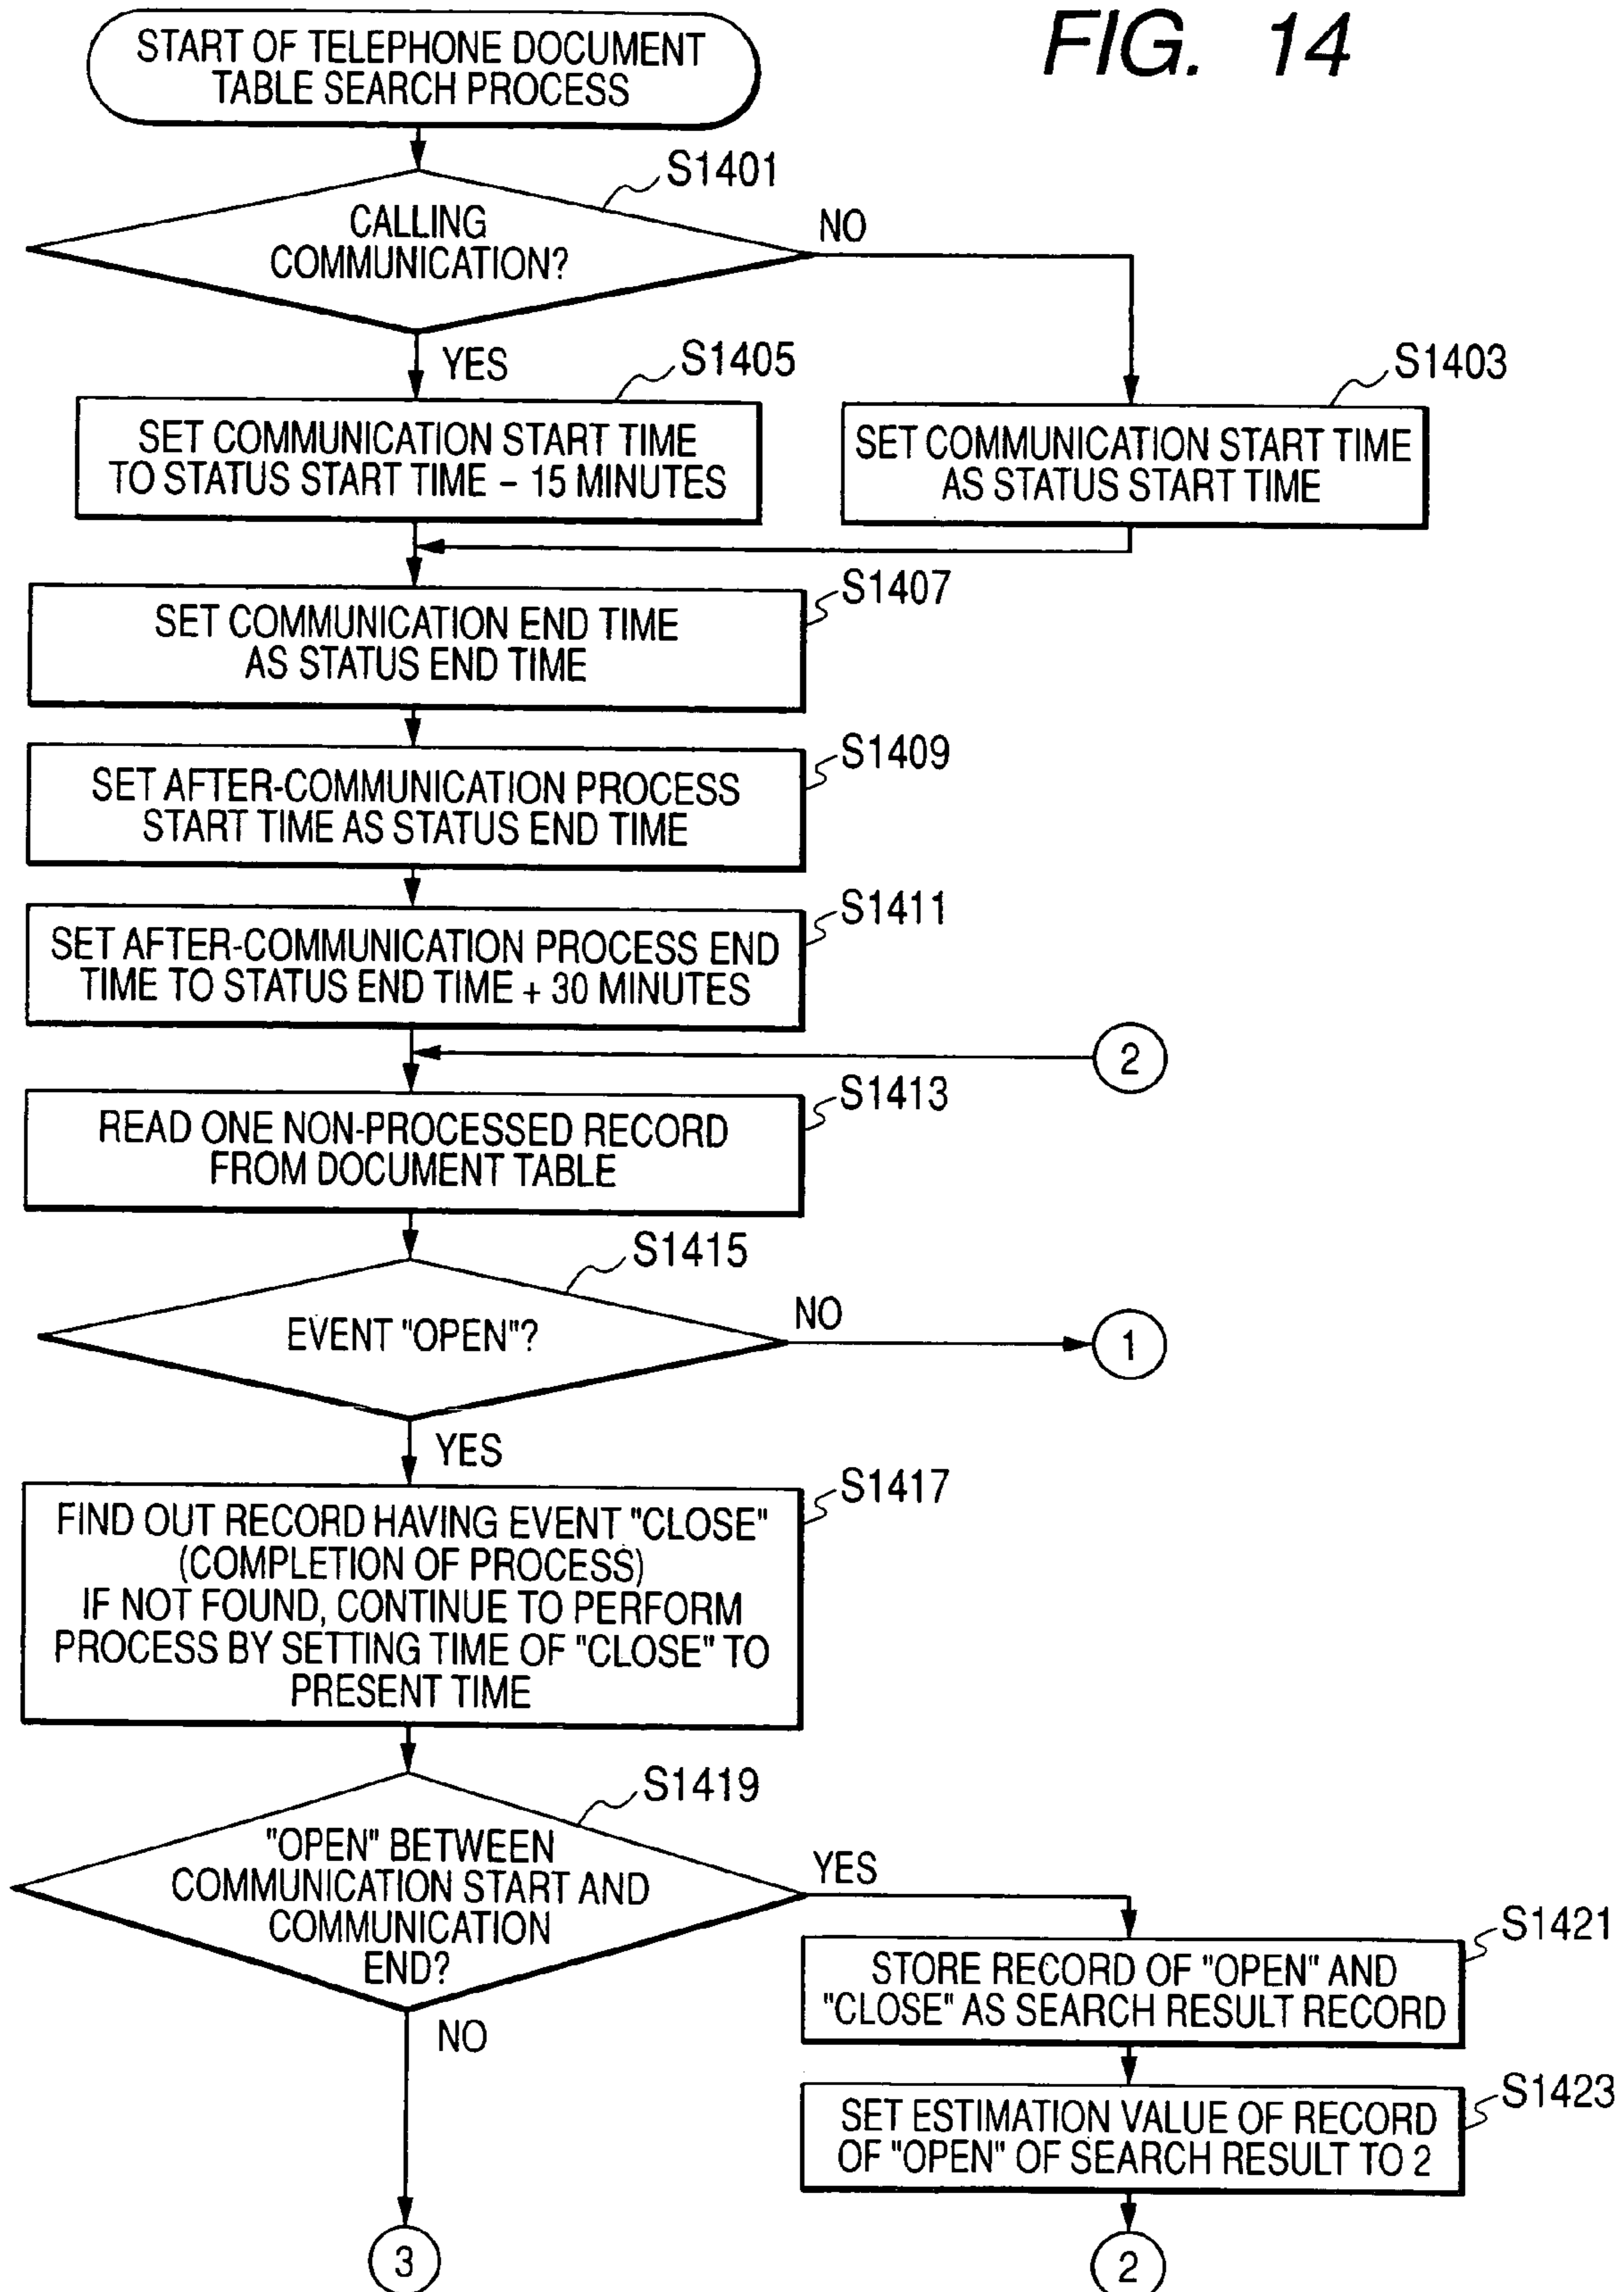 FIG. 14
START OF TELEPHONE DOCUMENT
TABLE SEARCH PROCESS
S1401
CALLING
COMMUNICATION?
NO
YES
S1405
SET COMMUNICATION START TIME
TO STATUS START TIME – 15 MINUTES
S1403
SET COMMUNICATION START TIME
AS STATUS START TIME
S1407
SET COMMUNICATION END TIME
AS STATUS END TIME
S1409
SET AFTER-COMMUNICATION PROCESS
START TIME AS STATUS END TIME
S1411
SET AFTER-COMMUNICATION PROCESS END
TIME TO STATUS END TIME + 30 MINUTES
2
S1413
READ ONE NON-PROCESSED RECORD
FROM DOCUMENT TABLE
S1415
EVENT "OPEN"?
NO
1
YES
S1417
FIND OUT RECORD HAVING EVENT "CLOSE"
(COMPLETION OF PROCESS)
IF NOT FOUND, CONTINUE TO PERFORM
PROCESS BY SETTING TIME OF "CLOSE" TO
PRESENT TIME
S1419
"OPEN" BETWEEN
COMMUNICATION START AND
COMMUNICATION
END?
YES
NO
S1421
STORE RECORD OF "OPEN" AND
"CLOSE" AS SEARCH RESULT RECORD
S1423
SET ESTIMATION VALUE OF RECORD
OF "OPEN" OF SEARCH RESULT TO 2
3
2